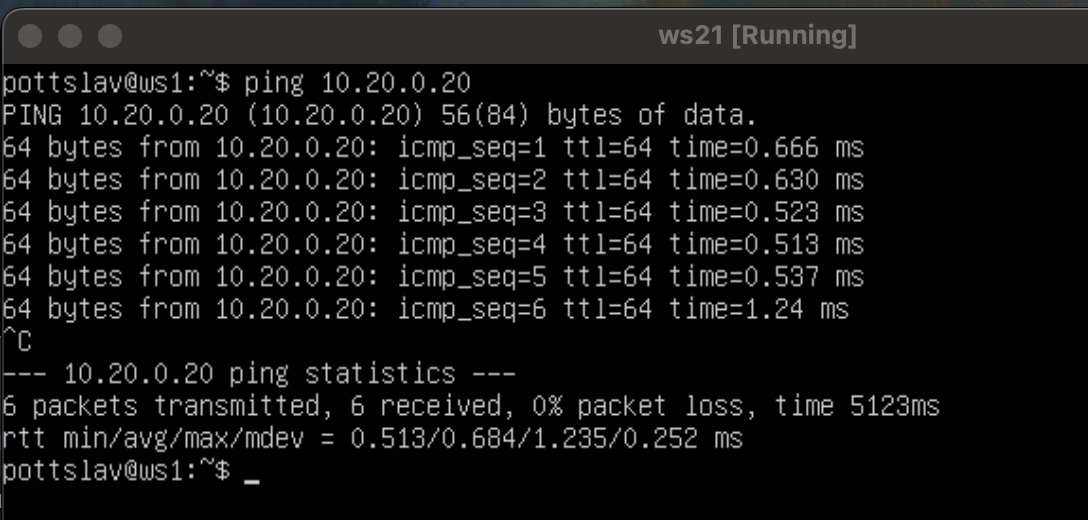 ws21 [Running]
pottslav@ws1:~$ ping 10.20.0.20
PING 10.20.0.20 (10.20.0.20) 56(84) bytes of data.
64 bytes from 10.20.0.20: icmp_seq=1 ttl=64 time=0.666 ms
64 bytes from 10.20.0.20: icmp_seq=2 ttl=64 time=0.630 ms
64 bytes from 10.20.0.20: icmp_seq=3 ttl=64 time=0.523 ms
64 bytes from 10.20.0.20: icmp_seq=4 ttl=64 time=0.513 ms
64 bytes from 10.20.0.20: icmp_seq=5 ttl=64 time=0.537 ms
64 bytes from 10.20.0.20: icmp_seq=6 ttl=64 time=1.24 ms
^C
--- 10.20.0.20 ping statistics ---
6 packets transmitted, 6 received, 0% packet loss, time 5123ms
rtt min/avg/max/mdev = 0.513/0.684/1.235/0.252 ms
pottslav@ws1:~$ _